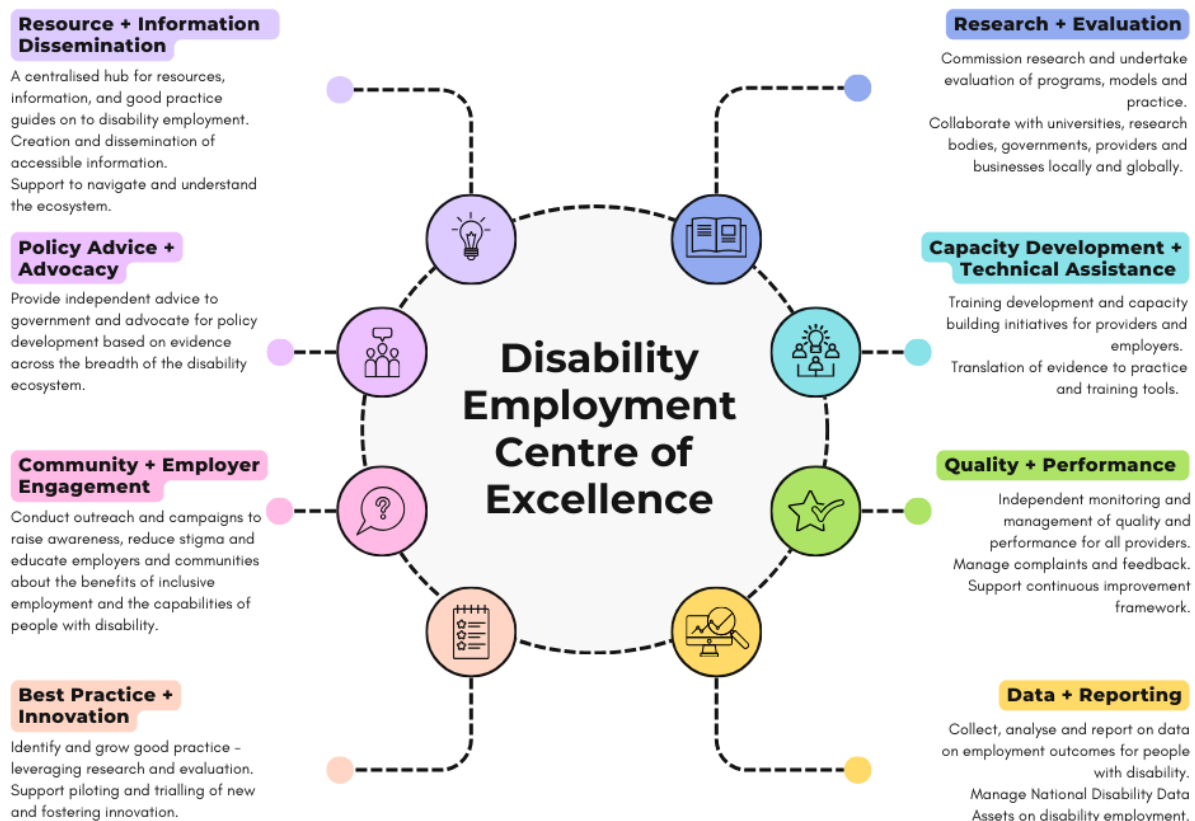 Resource + Information
Dissemination
A centralised hub for resources,
information, and good practice
guides on to disability employment.
Creation and dissemination of
accessible information.
Support to navigate and understand
the ecosystem.
Policy Advice +
Advocacy
Provide independent advice to
government and advocate for policy
development based on evidence
across the breadth of the disability
ecosystem.
Community + Employer
Engagement
Conduct outreach and campaigns to
raise awareness, reduce stigma and
educate employers and communities
about the benefits of inclusive
employment and the capabilities of
people with disability.
Best Practice +
Innovation
Identify and grow good practice -
leveraging research and evaluation.
Support piloting and trialling of new
and fostering innovation.
Disability
Employment
Centre of
Excellence
?
Research + Evaluation
Commission research and undertake
evaluation of programs, models and
practice.
Collaborate with universities, research
bodies, governments, providers and
businesses locally and globally.
Capacity Development +
Technical Assistance
Training development and capacity
building initiatives for providers and
employers.
Translation of evidence to practice
and training tools.
Quality + Performance
Independent monitoring and
management of quality and
performance for all providers.
Manage complaints and feedback.
Support continuous improvement
framework.
Data + Reporting
Collect, analyse and report on data
on employment outcomes for people
with disability.
Manage National Disability Data
Assets on disability employment.